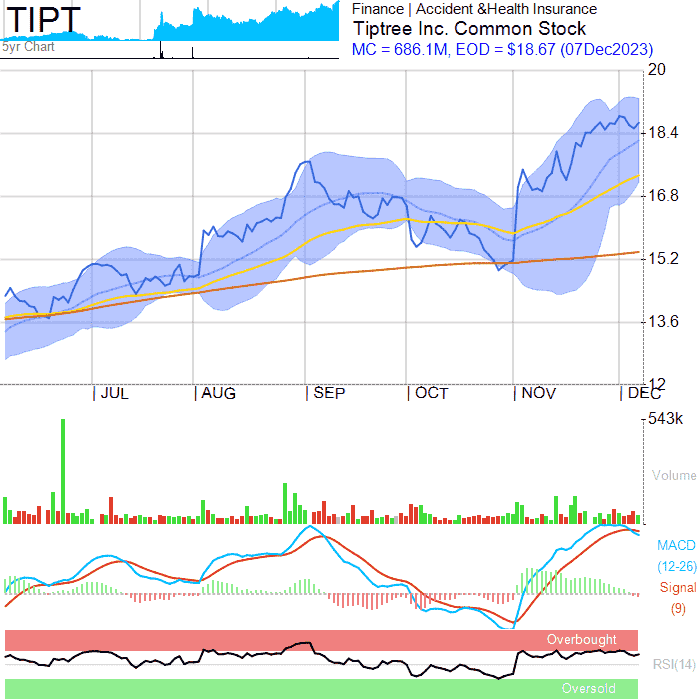 TIPT
5yr Chart
Finance | Accident &Health Insurance
Tiptree Inc. Common Stock
MC = 686.1M, EOD = $18.67 (07Dec2023)
20
18.4
16.8
15.2
13.6
12
JUL AUG SEP OCT NOV DEC
543k
Volume
MACD
(12-26)
Signal
(9)
Overbought
RSI(14)
Oversold